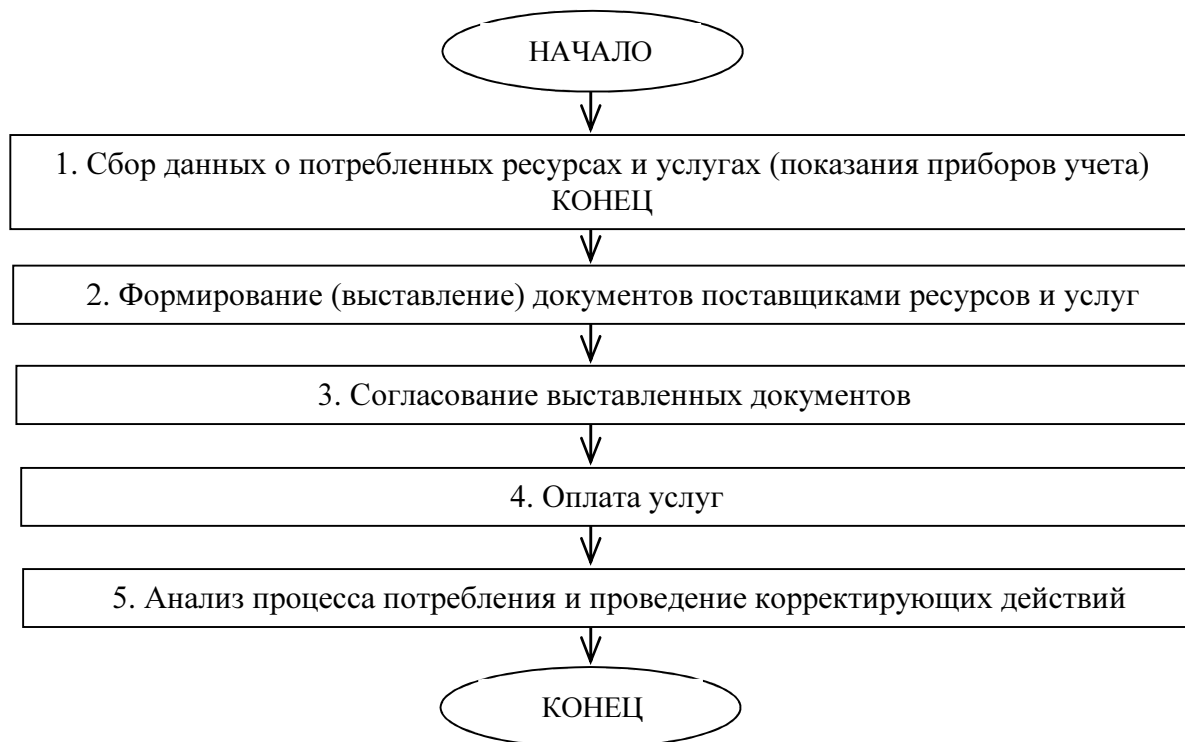 НАЧАЛО
1. Сбор данных о потребленных ресурсах и услугах (показания приборов учета)
КОНЕЦ
2. Формирование (выставление) документов поставщиками ресурсов и услуг
3. Согласование выставленных документов
4. Оплата услуг
5. Анализ процесса потребления и проведение корректирующих действий
КОНЕЦ